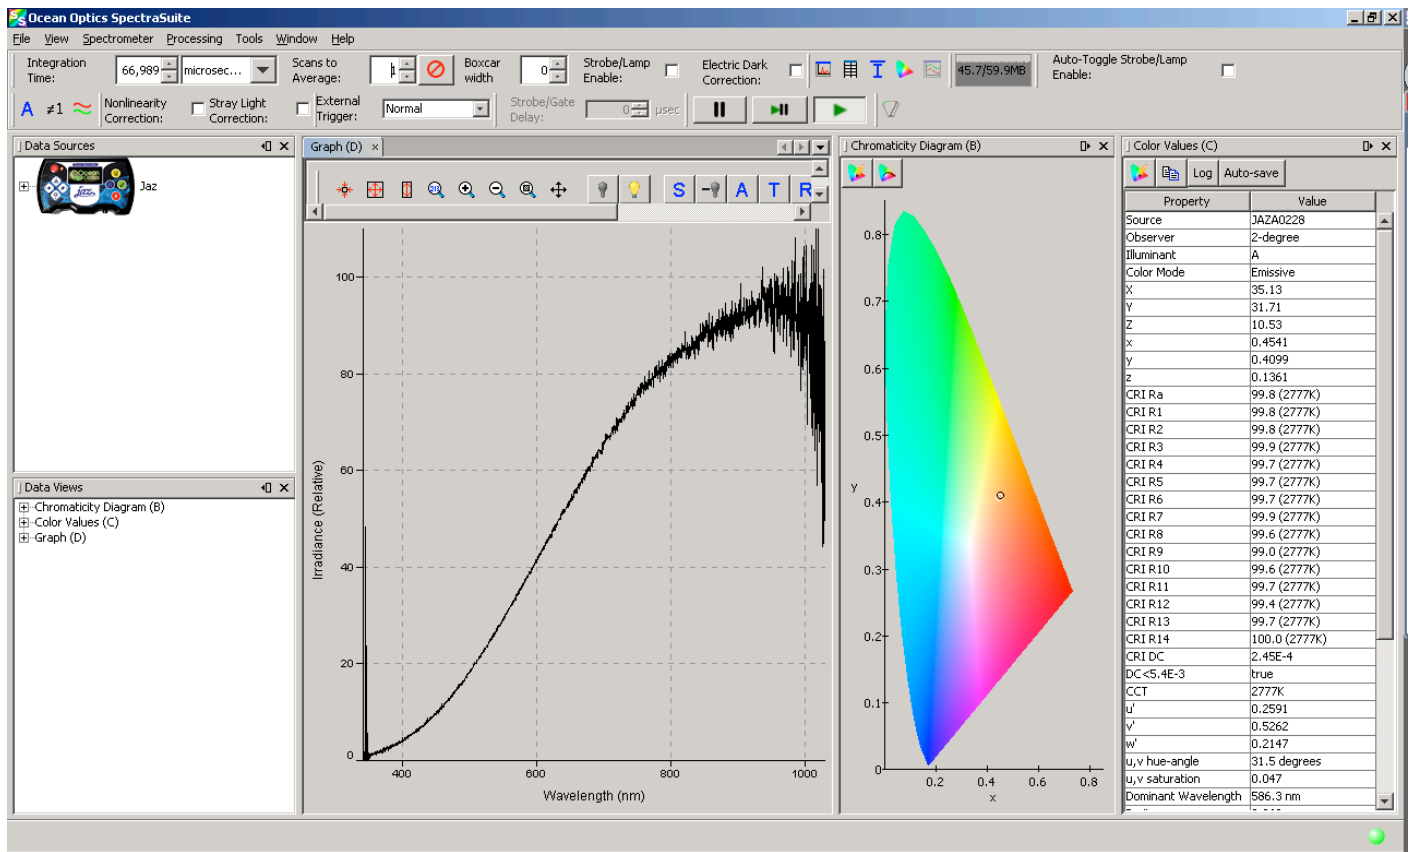 Ocean Optics SpectraSuite
File View Spectrometer Processing Tools Window Help
Integration Time: 66,989 microsec... Scans to Average: 1 Boxcar width 0 Strobe/Lamp Enable: Electric Dark Correction: 45.7/59.9MB Auto-Toggle Strobe/Lamp Enable:
A ≠1 Nonlinearity Correction: Stray Light Correction: External Trigger: Normal Strobe/Gate Delay: 0 µsec
Data Sources
Jaz
Data Views
Chromaticity Diagram (B)
Color Values (C)
Graph (D)
Graph (D)
S A T R
100
80
60
40
20
0
400 600 800 1000
Irradiance (Relative)
Wavelength (nm)
Chromaticity Diagram (B)
0.8
0.7
0.6
0.5
0.4
0.3
0.2
0.1
0
y
0.2 0.4 0.6 0.8
x
Color Values (C)
Log Auto-save
Property Value
Source JAZA0228
Observer 2-degree
Illuminant A
Color Mode Emissive
X 35.13
Y 31.71
Z 10.53
x 0.4541
y 0.4099
z 0.1361
CRI Ra 99.8 (2777K)
CRI R1 99.8 (2777K)
CRI R2 99.8 (2777K)
CRI R3 99.9 (2777K)
CRI R4 99.7 (2777K)
CRI R5 99.7 (2777K)
CRI R6 99.7 (2777K)
CRI R7 99.9 (2777K)
CRI R8 99.6 (2777K)
CRI R9 99.0 (2777K)
CRI R10 99.6 (2777K)
CRI R11 99.7 (2777K)
CRI R12 99.4 (2777K)
CRI R13 99.7 (2777K)
CRI R14 100.0 (2777K)
CRI DC 2.45E-4
DC<5.4E-3 true
CCT 2777K
u' 0.2591
v' 0.5262
w' 0.2147
u,v hue-angle 31.5 degrees
u,v saturation 0.047
Dominant Wavelength 586.3 nm